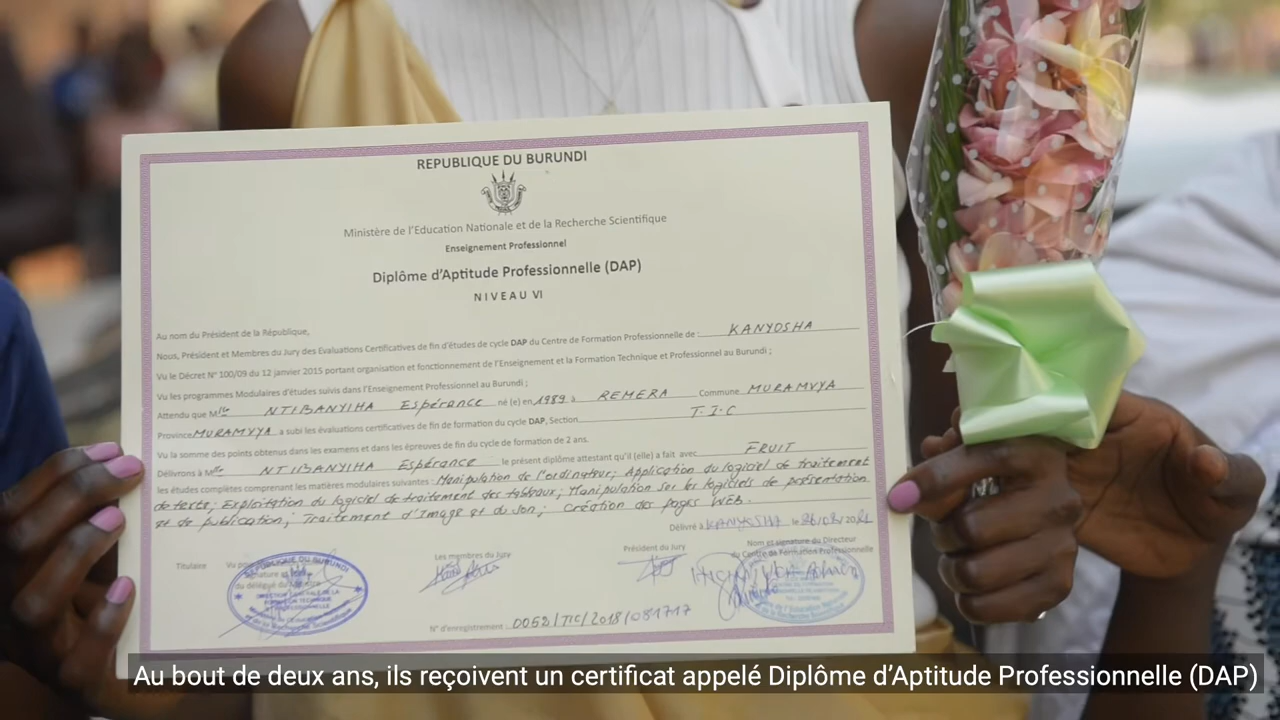 REPUBLIQUE DU BURUNDI
Ministère de l'Education Nationale et de la Recherche Scientifique
Enseignement Professionnel
Diplôme d'Aptitude Professionnelle (DAP)
NIVEAU VI
Au nom du Président de la République,
Nous, Président et Membres du Jury des Evaluations Certificatives de fin d'études de cycle DAP du Centre de Formation Professionnelle de : KANYOSHA
Vu le Décret N° 100/09 du 12 janvier 2015 portant organisation et fonctionnement de l'Enseignement et la Formation Technique et Professionnel au Burundi ;
Vu les programmes Modulaires d'études suivis dans l'Enseignement Professionnel au Burundi ;
Attendu que Mlle NTIBANYIHA Espérance né (e) en 1989 à REMERA Commune MURAMVYA
Province MURAMVYA a subi les évaluations certificatives de fin de formation du cycle DAP, Section T.I.C
Vu la somme des points obtenus dans les examens et dans les épreuves de fin du cycle de formation de 2 ans.
Délivrons à Mlle NTIBANYIHA Espérance le présent diplôme attestant qu'il (elle) a fait avec FRUIT
les études complètes comprenant les matières modulaires suivantes : Manipulation de l'ordinateur; Application du logiciel de traitement
de texte; Exploitation du logiciel de traitement des tableaux; Manipulation sur les logiciels de présentation
et de publication; Traitement d'Image et du Son; Création des pages WEB.
Délivré à KANYOSHA le
Titulaire
Les membres du Jury
Président du Jury
Nom et signature du Directeur
du Centre de Formation Professionnelle
REPUBLIQUE DU BURUNDI
N° d'enregistrement : 0052/TIC/2018/081717
Au bout de deux ans, ils reçoivent un certificat appelé Diplôme d'Aptitude Professionnelle (DAP)